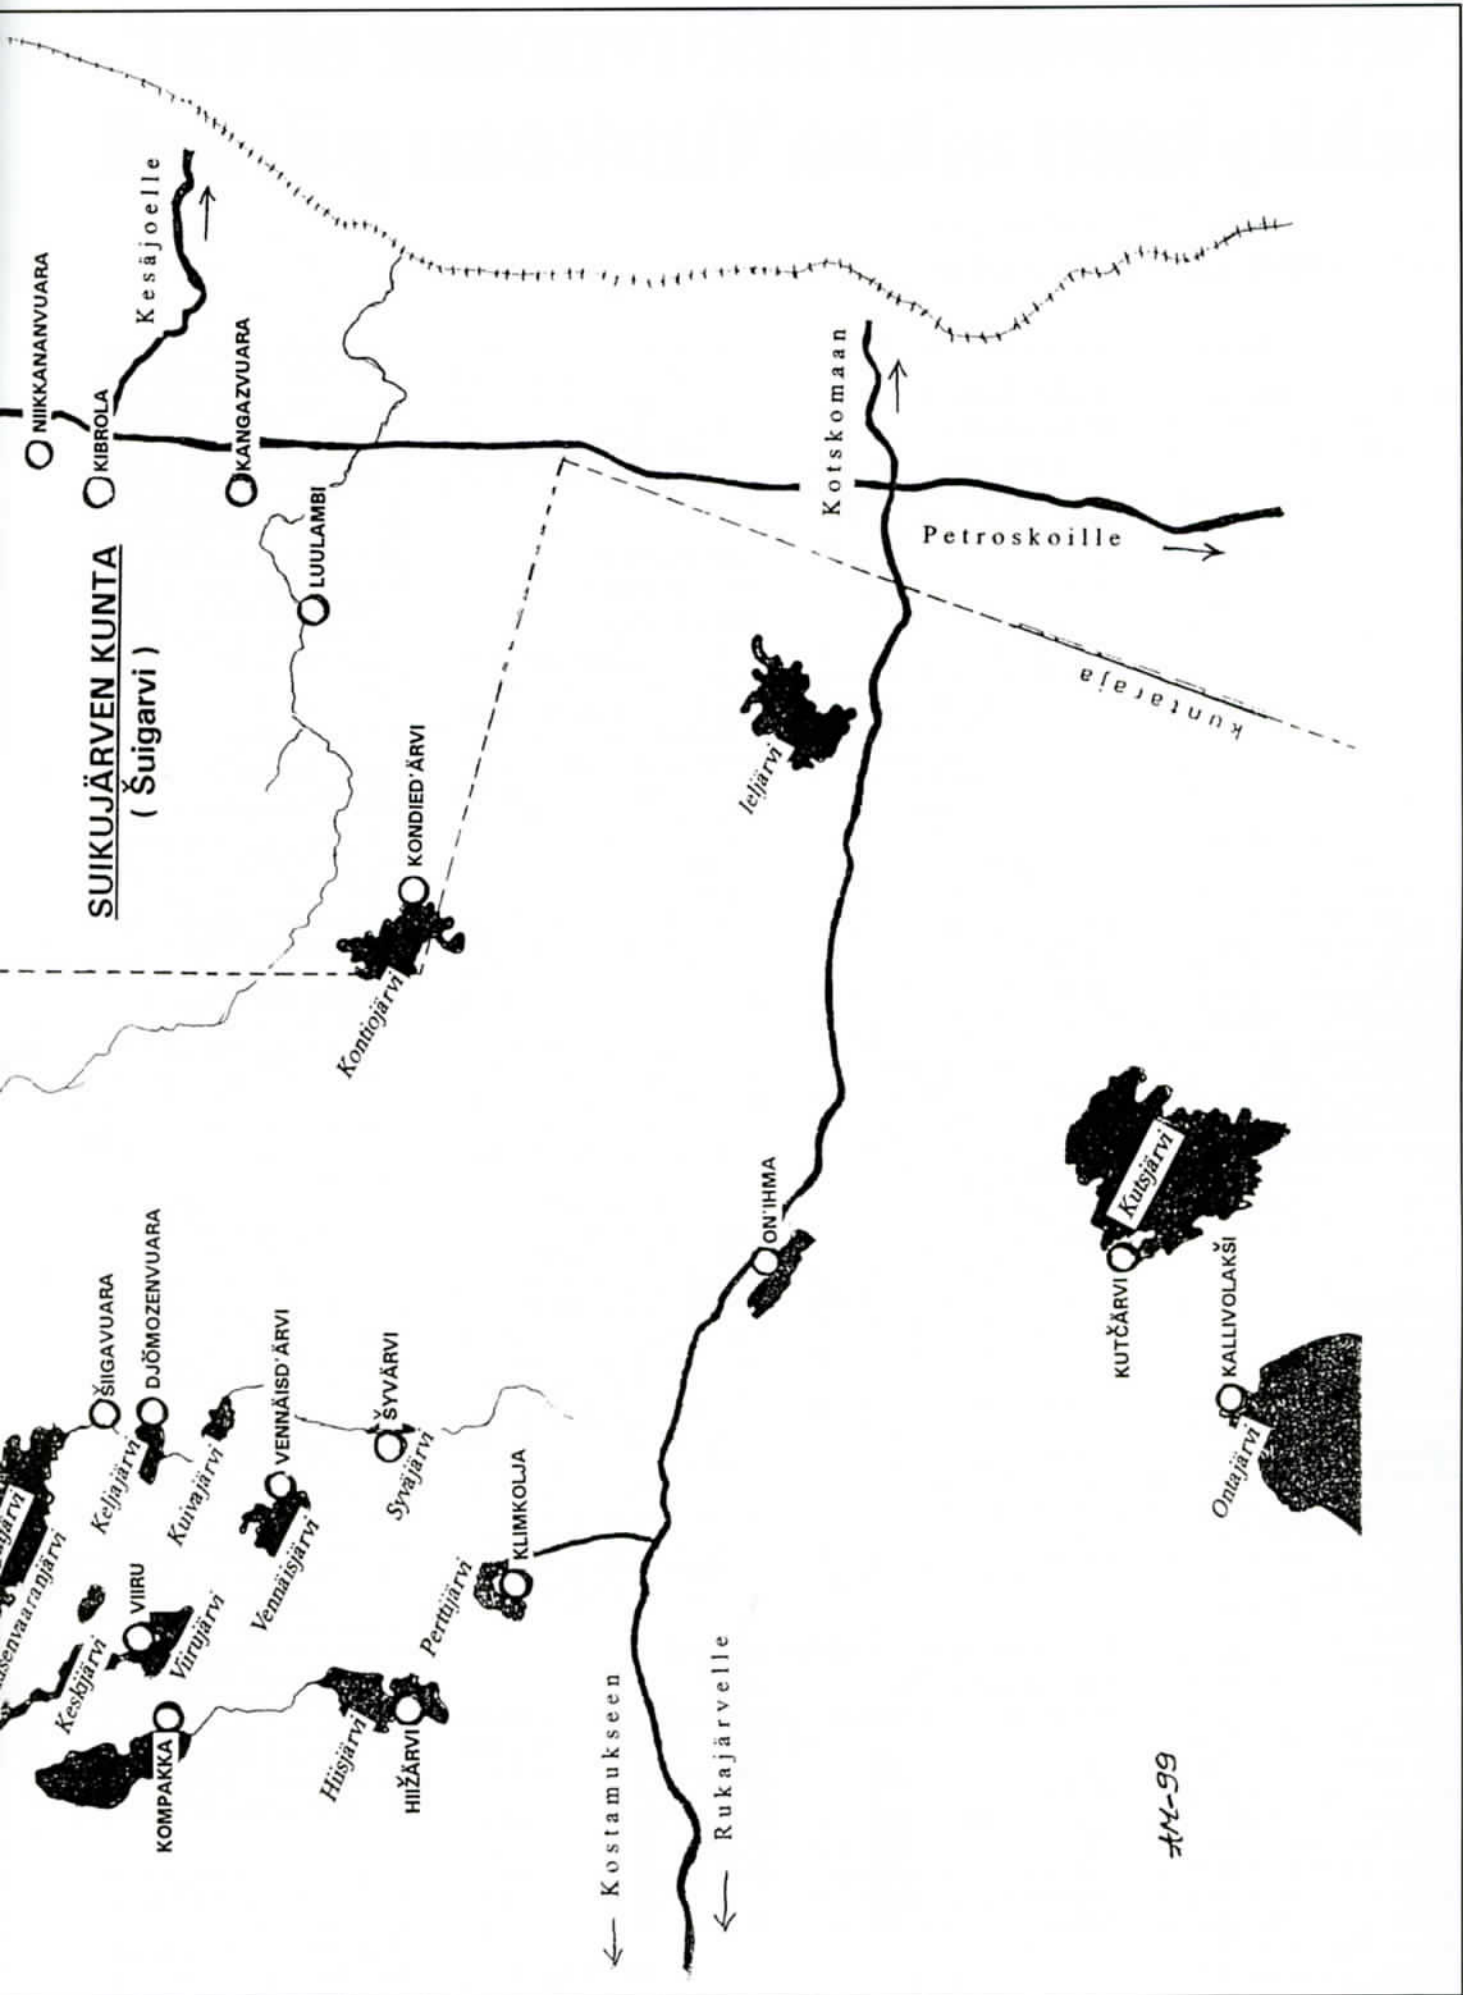 NIIKKANANVUARA
KIBROLA
Kesäjoelle
KANGAZVUARA
SUIKUJÄRVEN KUNTA
( Šuigarvi )
LUULAMBI
KONDIED'ÄRVI
Kontiojärvi
ŠIIGAVUARA
DJÖMOZENVUARA
Keljajärvi
Kuivajärvi
Keskijärvi
VIIRU
Viirujärvi
KOMPAKKA
VENNÄISD'ÄRVI
Vennäisjärvi
ŠYVÄRVI
Syväjärvi
Hiisjärvi
HIIŽÄRVI
Perttijärvi
KLIMKOLJA
← Kostamukseen
← Rukajärvelle
ON'IHMA
Ieljärvi
Kotskomaan
→
Petroskoille →
kuntaraja
Kutsjärvi
KUTČÄRVI
KALLIVOLAKŠI
Ontajärvi
AM-99